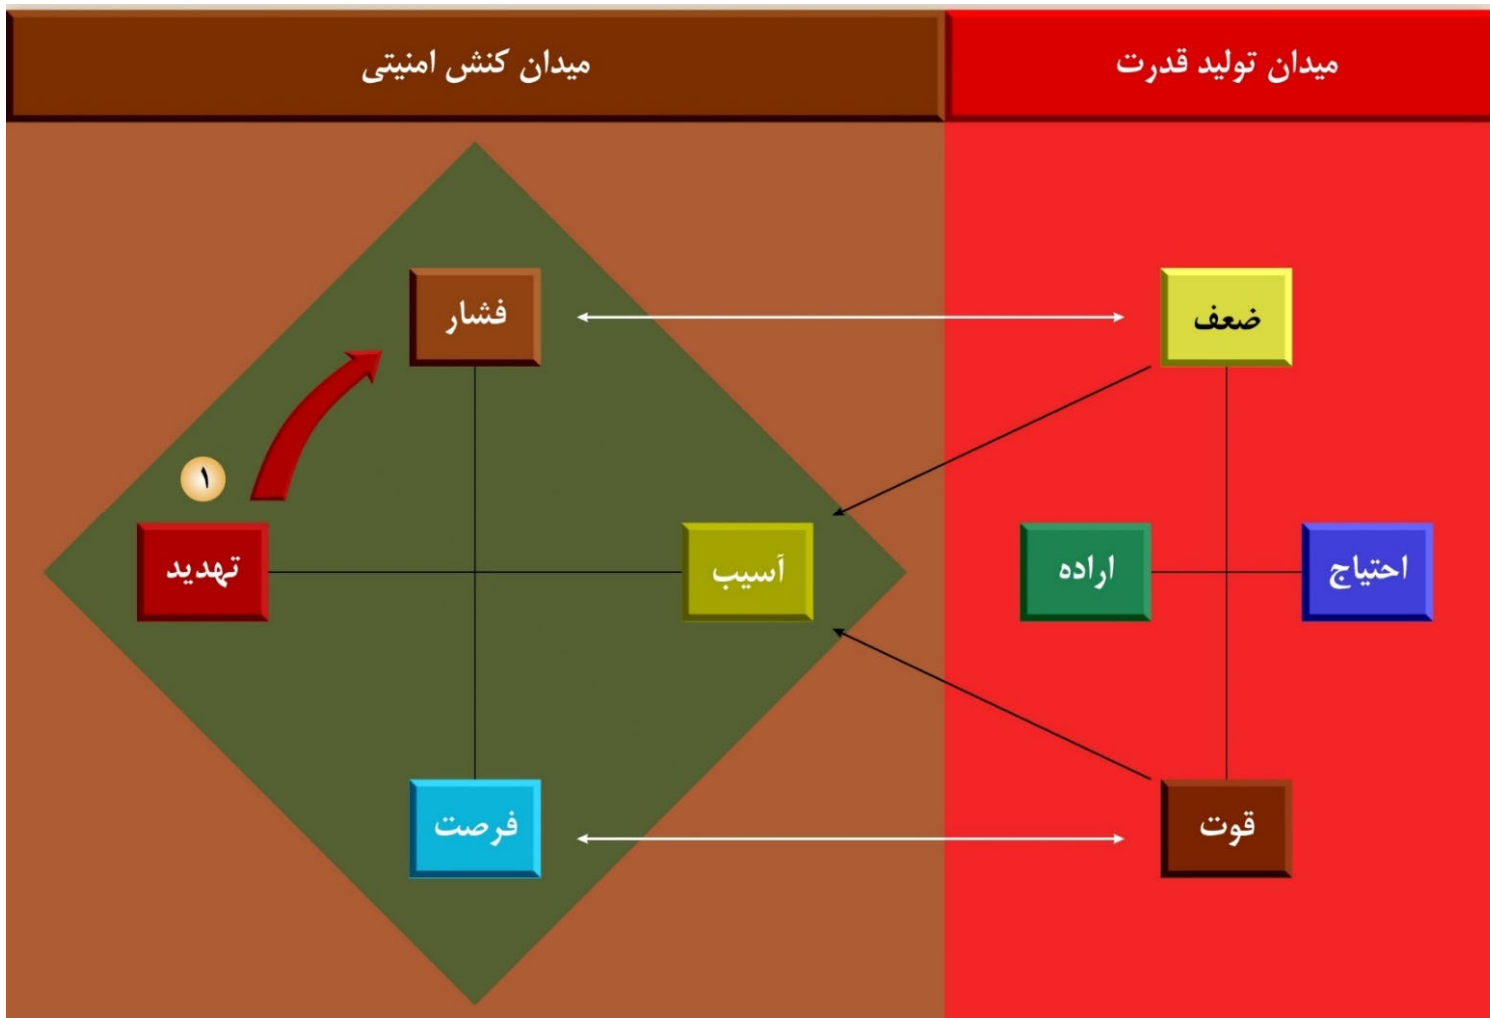 میدان تولید قدرت
میدان کنش امنیتی
ضعف
فشار
۱
احتیاج
اراده
آسیب
تهدید
قوت
فرصت